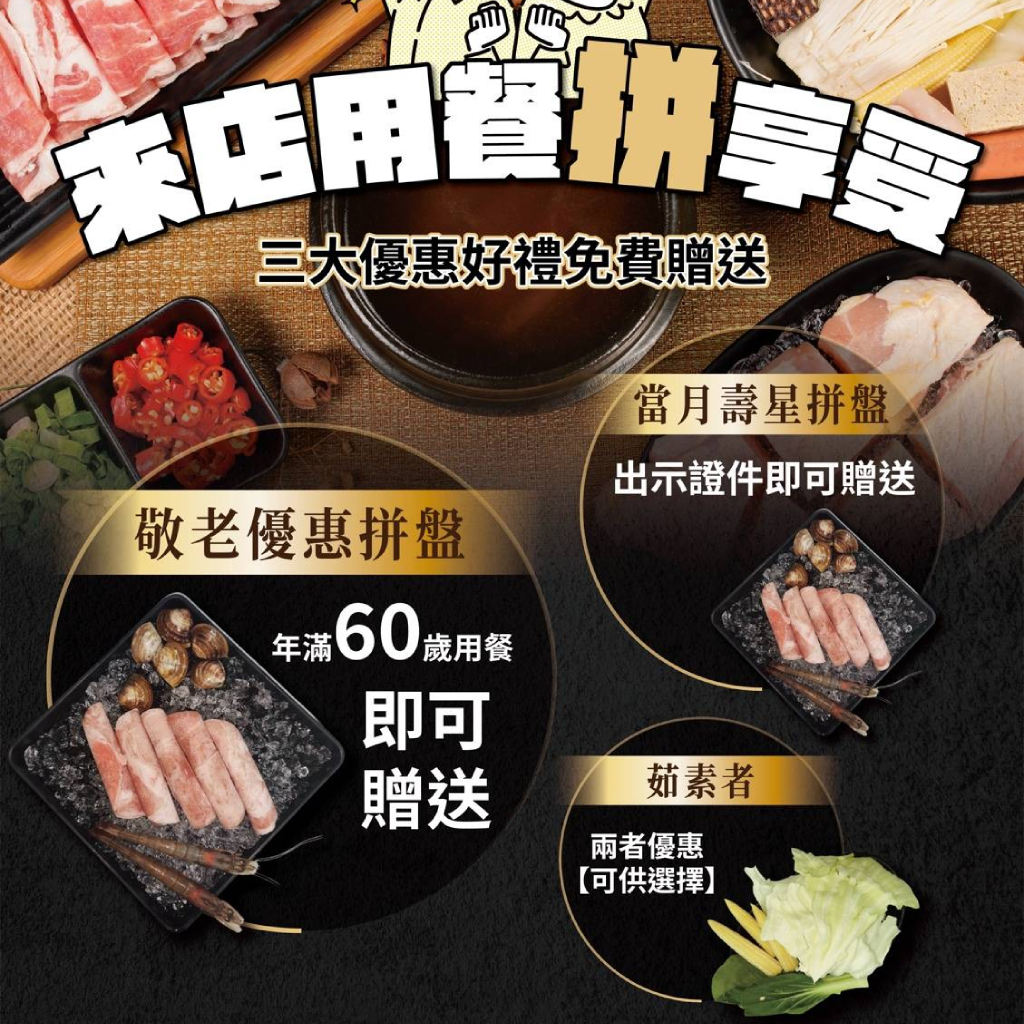 來店用餐拼享受
三大優惠好禮免費贈送
當月壽星拼盤
出示證件即可贈送
敬老優惠拼盤
年滿60歲用餐
即可
贈送
茹素者
兩者優惠
【可供選擇】